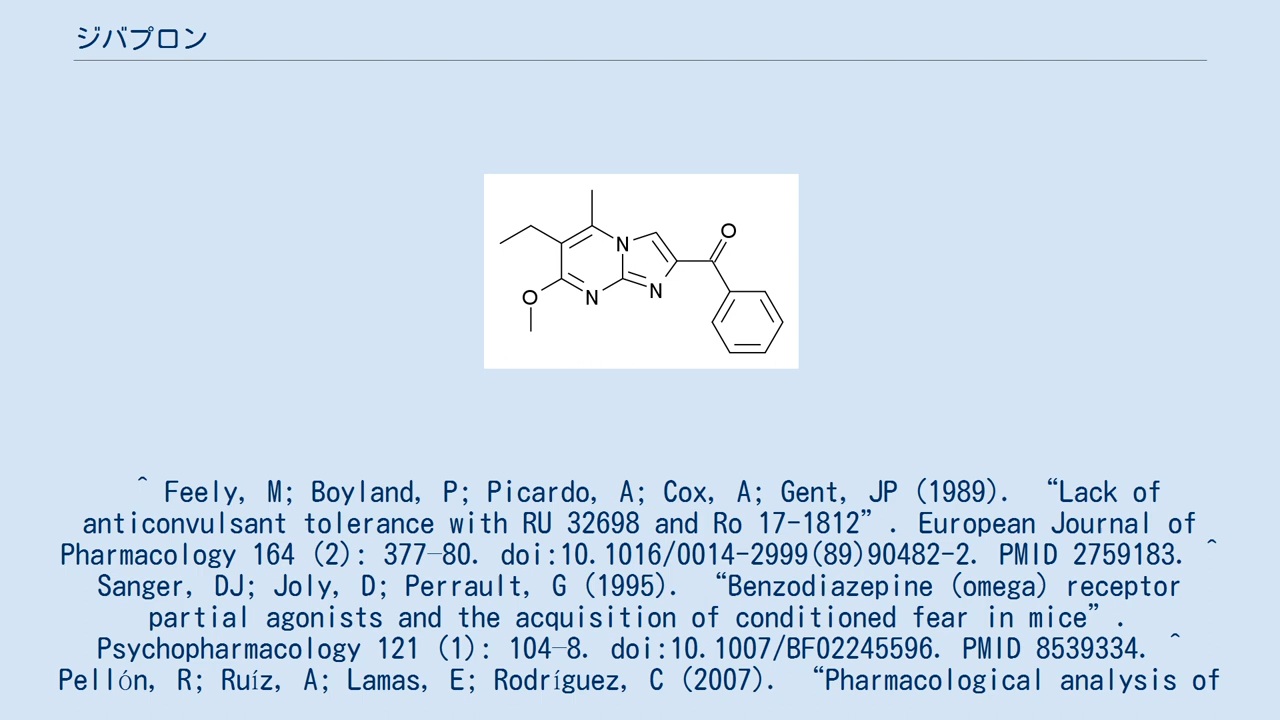 ジバプロン
O
N
N
N
O
^ Feely, M; Boyland, P; Picardo, A; Cox, A; Gent, JP (1989). “Lack of
anticonvulsant tolerance with RU 32698 and Ro 17-1812”. European Journal of
Pharmacology 164 (2): 377–80. doi:10.1016/0014-2999(89)90482-2. PMID 2759183. ^
Sanger, DJ; Joly, D; Perrault, G (1995). “Benzodiazepine (omega) receptor
partial agonists and the acquisition of conditioned fear in mice”.
Psychopharmacology 121 (1): 104–8. doi:10.1007/BF02245596. PMID 8539334. ^
Pellón, R; Ruíz, A; Lamas, E; Rodríguez, C (2007). “Pharmacological analysis of